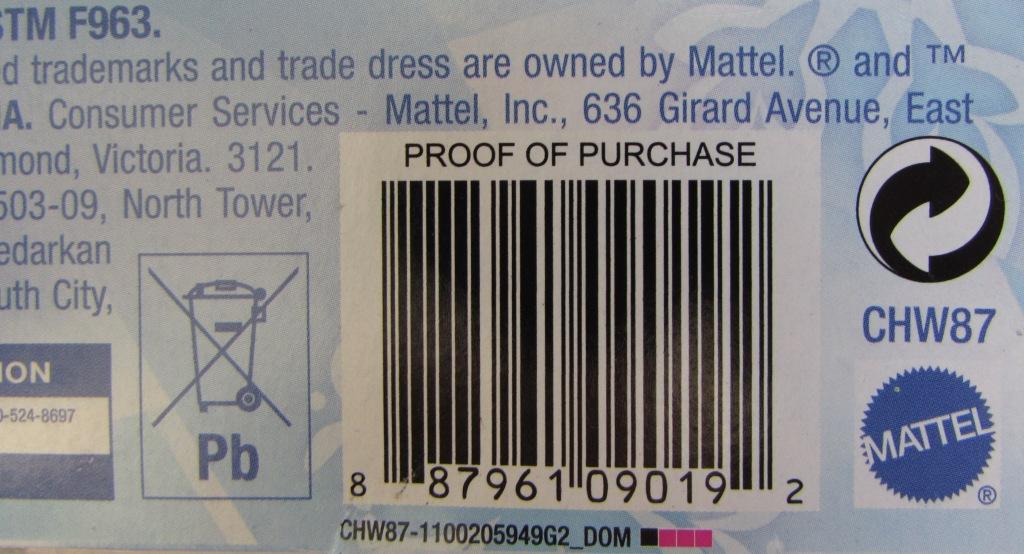 STM F963.
d trademarks and trade dress are owned by Mattel. ® and ™
A. Consumer Services - Mattel, Inc., 636 Girard Avenue, East
mond, Victoria. 3121.
503-09, North Tower,
edarkan
uth City,
ION
0-524-8697
Pb
PROOF OF PURCHASE
8 87961 09019 2
CHW87-1100205949G2_DOM
CHW87
MATTEL
®